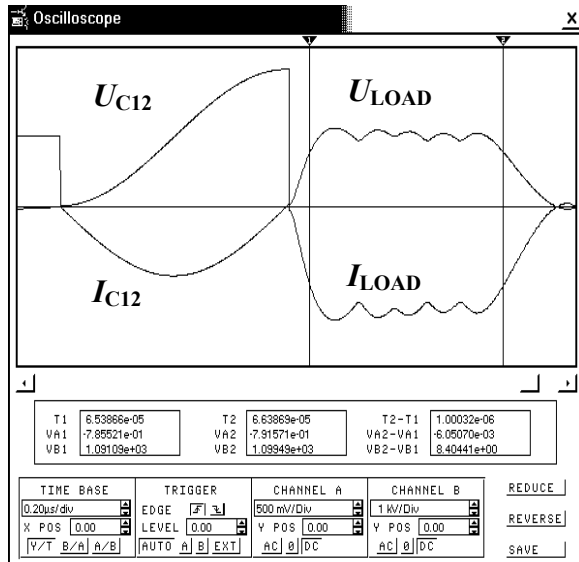 Oscilloscope
x
1 2
U C12 U LOAD
I C12 I LOAD
T1 6.53866e-05 T2 6.63869e-05 T2-T1 1.00032e-06
VA1 -7.85521e-01 VA2 -7.91571e-01 VA2-VA1 -6.05070e-03
VB1 1.09109e+03 VB2 1.09949e+03 VB2-VB1 8.40441e+00
TIME BASE TRIGGER CHANNEL A CHANNEL B REDUCE
0.20µs/div EDGE 500 mV/Div 1 kV/Div
X POS 0.00 LEVEL 0.00 Y POS 0.00 Y POS 0.00 REVERSE
Y/T B/A A/B AUTO A B EXT AC 0 DC AC 0 DC SAVE